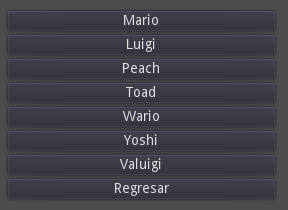 Mario
Luigi
Peach
Toad
Wario
Yoshi
Valuigi
Regresar